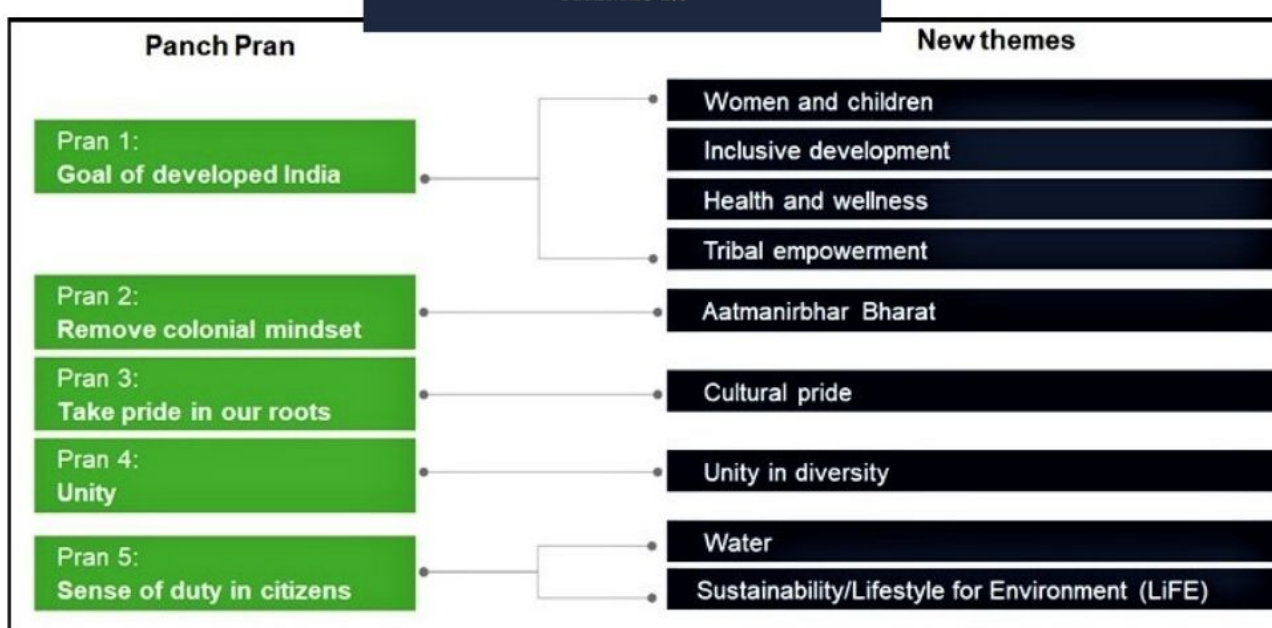 Panch Pran
New themes
Pran 1:
Goal of developed India
Women and children
Inclusive development
Health and wellness
Tribal empowerment
Pran 2:
Remove colonial mindset
Aatmanirbhar Bharat
Pran 3:
Take pride in our roots
Cultural pride
Pran 4:
Unity
Unity in diversity
Pran 5:
Sense of duty in citizens
Water
Sustainability/Lifestyle for Environment (LiFE)